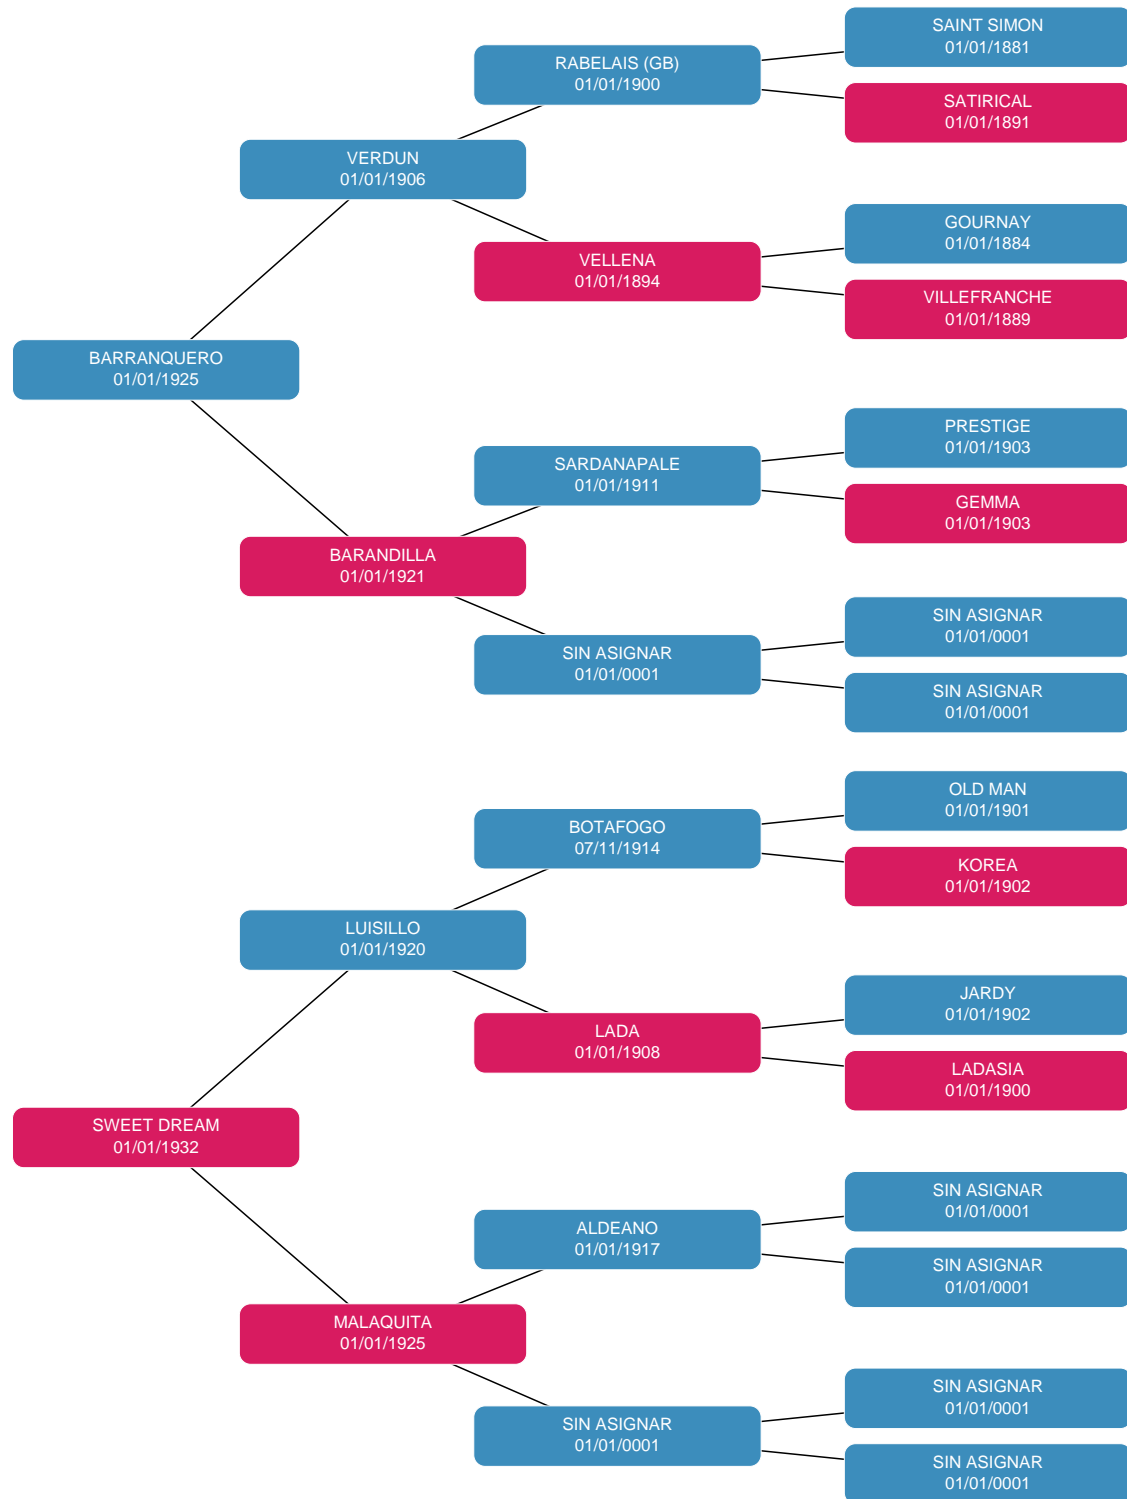 SAINT SIMON
01/01/1881
RABELAIS (GB)
01/01/1900
SATIRICAL
01/01/1891
VERDUN
01/01/1906
GOURNAY
01/01/1884
VELLENA
01/01/1894
VILLEFRANCHE
01/01/1889
BARRANQUERO
01/01/1925
PRESTIGE
01/01/1903
SARDANAPALE
01/01/1911
GEMMA
01/01/1903
BARANDILLA
01/01/1921
SIN ASIGNAR
01/01/0001
SIN ASIGNAR
01/01/0001
SIN ASIGNAR
01/01/0001
OLD MAN
01/01/1901
BOTAFOGO
07/11/1914
KOREA
01/01/1902
LUISILLO
01/01/1920
JARDY
01/01/1902
LADA
01/01/1908
LADASIA
01/01/1900
SWEET DREAM
01/01/1932
SIN ASIGNAR
01/01/0001
ALDEANO
01/01/1917
SIN ASIGNAR
01/01/0001
MALAQUITA
01/01/1925
SIN ASIGNAR
01/01/0001
SIN ASIGNAR
01/01/0001
SIN ASIGNAR
01/01/0001